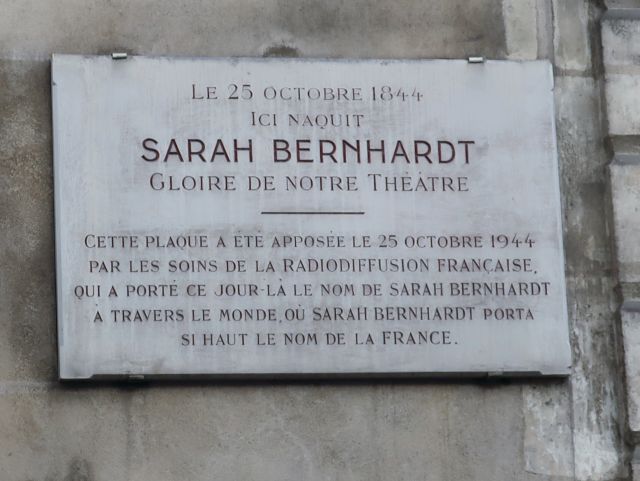 LE 25 OCTOBRE 1844
ICI NAQUIT
SARAH BERNHARDT
GLOIRE DE NOTRE THÉÂTRE
CETTE PLAQUE A ÉTÉ APPOSÉE LE 25 OCTOBRE 1944
PAR LES SOINS DE LA RADIODIFFUSION FRANÇAISE,
QUI A PORTÉ CE JOUR-LÀ LE NOM DE SARAH BERNHARDT
À TRAVERS LE MONDE, OÙ SARAH BERNHARDT PORTA
SI HAUT LE NOM DE LA FRANCE.